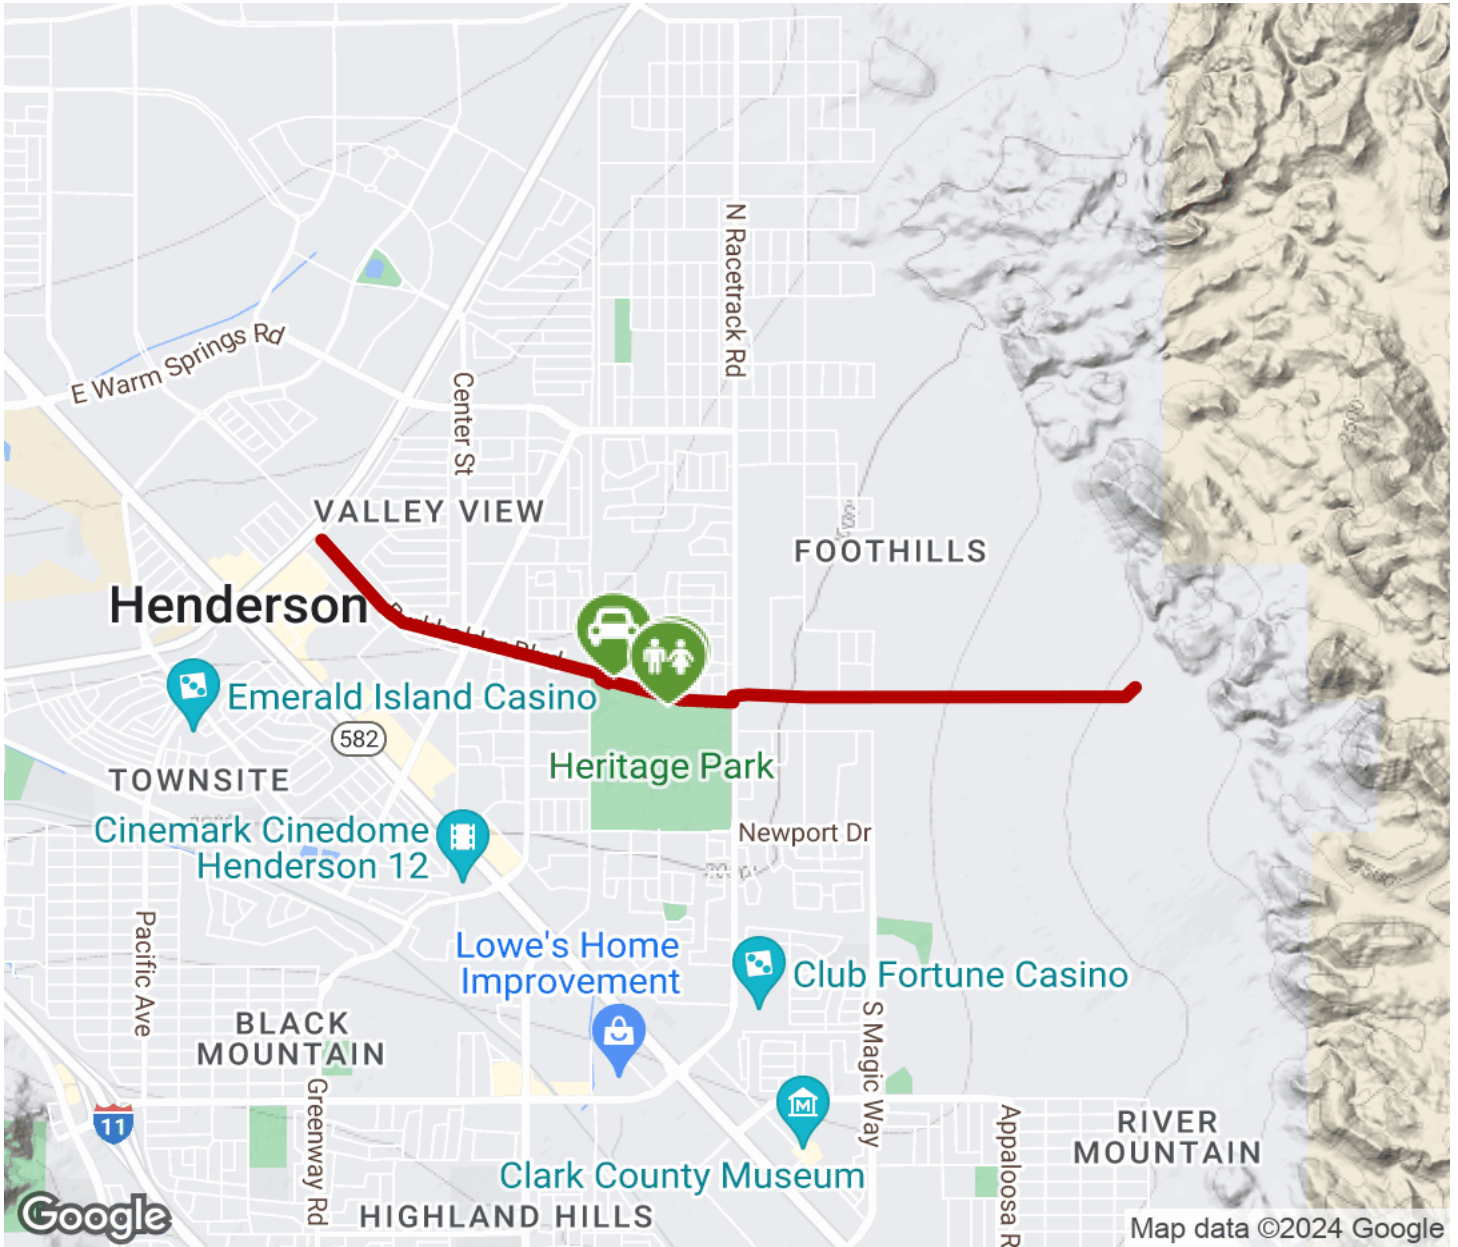 N Racetrack Rd
E Warm Springs Rd
Center St
VALLEY VIEW
FOOTHILLS
Henderson
Emerald Island Casino
582
Heritage Park
TOWNSITE
Cinemark Cinedome
Henderson 12
Newport Dr
Pacific Ave
Lowe's Home
Improvement
Club Fortune Casino
BLACK
MOUNTAIN
S Magic Way
Greenway Rd
11
M
Appaloosa R
RIVER
MOUNTAIN
Clark County Museum
HIGHLAND HILLS
Google
Map data ©2024 Google